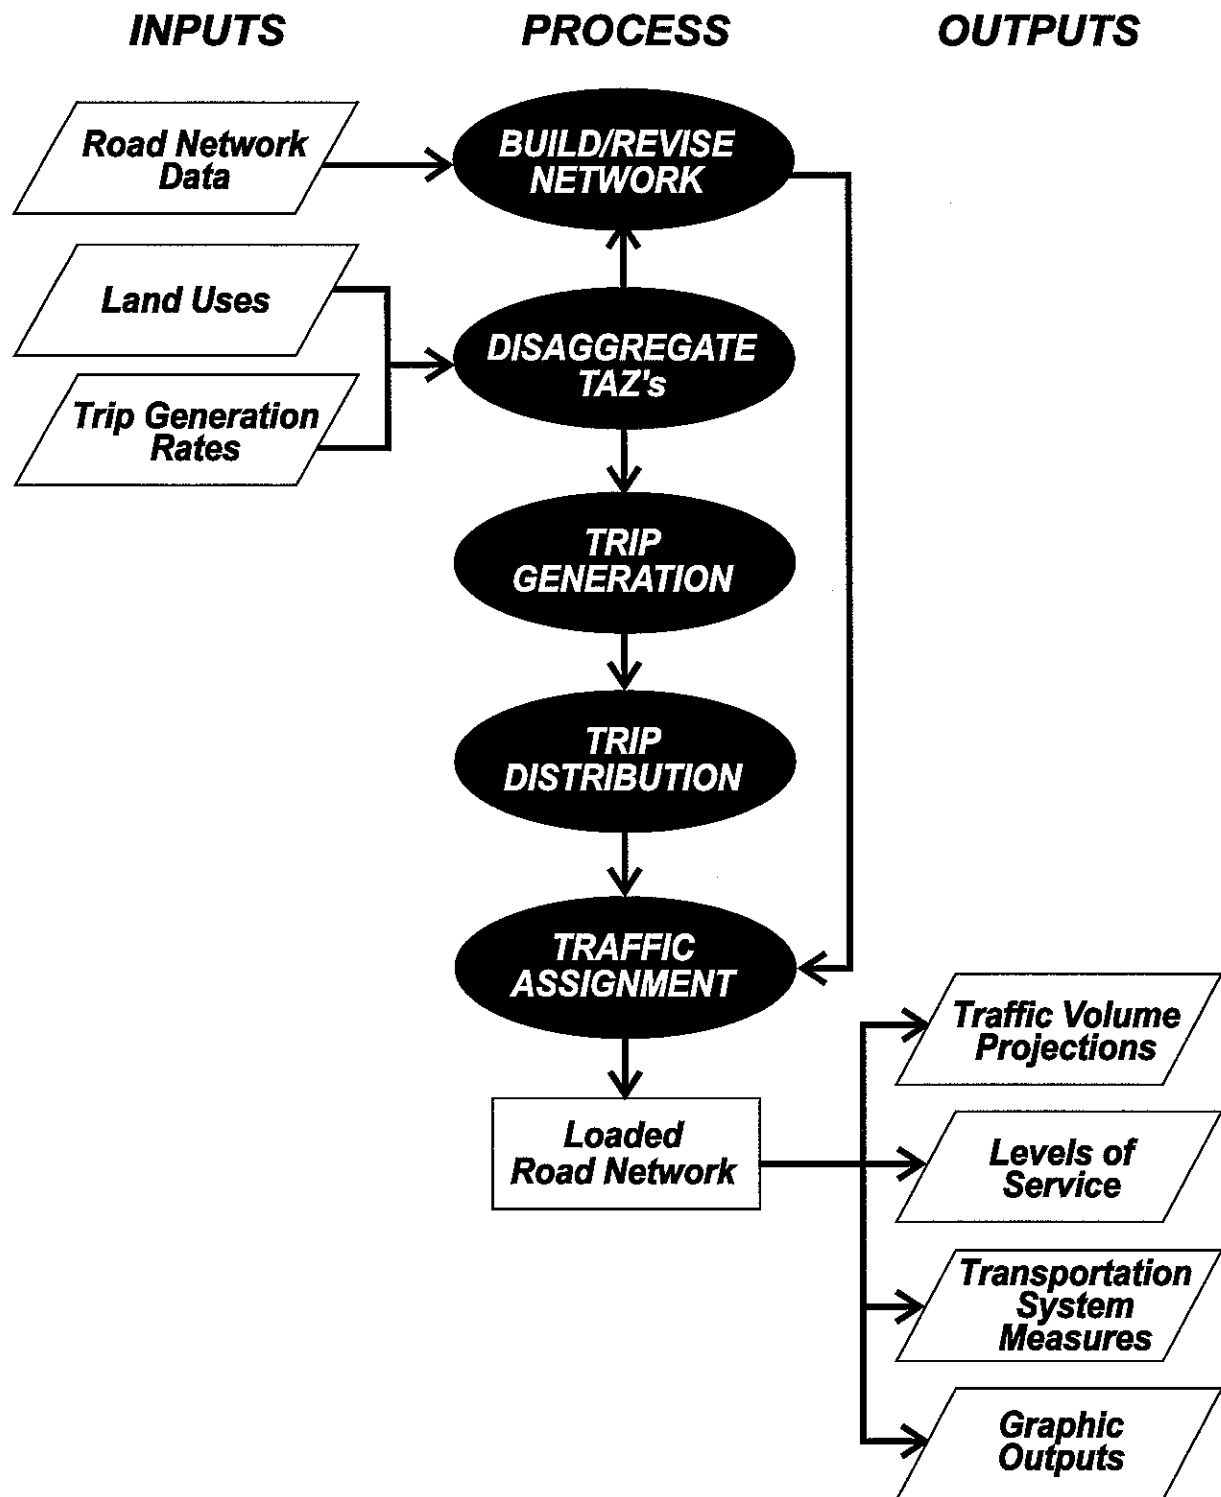 INPUTS
PROCESS
OUTPUTS
Road Network
Data
BUILD/REVISE
NETWORK
Land Uses
DISAGGREGATE
TAZ's
Trip Generation
Rates
TRIP
GENERATION
TRIP
DISTRIBUTION
TRAFFIC
ASSIGNMENT
Traffic Volume
Projections
Loaded
Road Network
Levels of
Service
Transportation
System
Measures
Graphic
Outputs